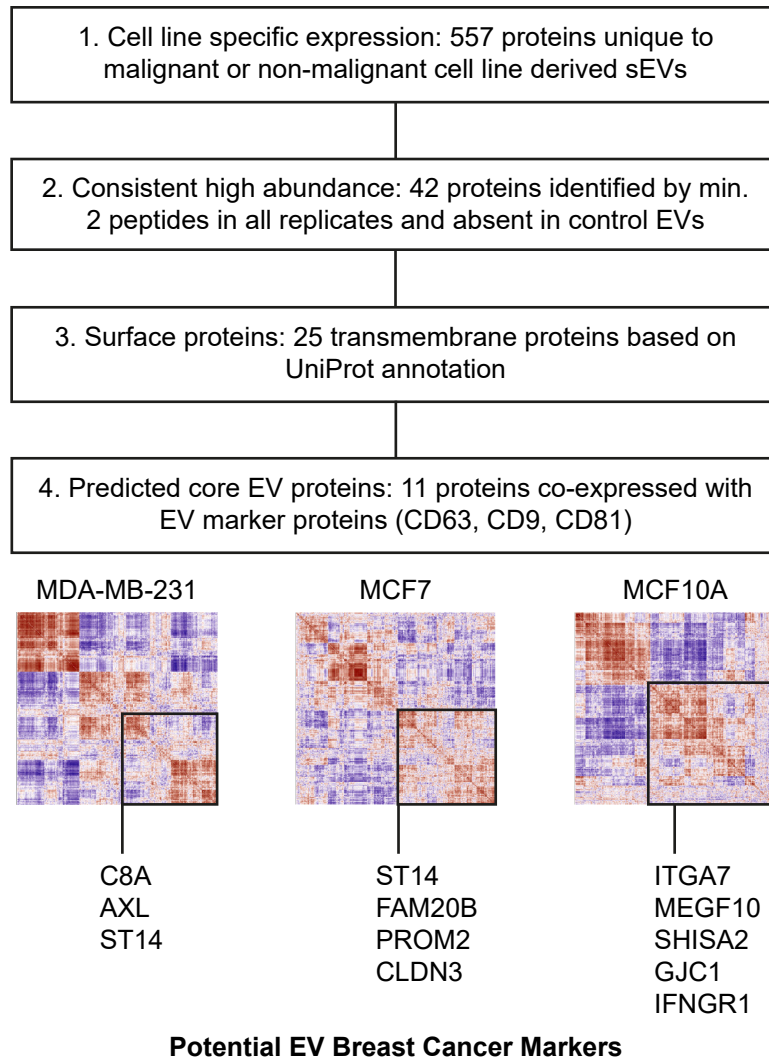 1. Cell line specific expression: 557 proteins unique to
malignant or non-malignant cell line derived sEVs
2. Consistent high abundance: 42 proteins identified by min.
2 peptides in all replicates and absent in control EVs
3. Surface proteins: 25 transmembrane proteins based on
UniProt annotation
4. Predicted core EV proteins: 11 proteins co-expressed with
EV marker proteins (CD63, CD9, CD81)
MDA-MB-231
MCF7
MCF10A
C8A
AXL
ST14
ST14
FAM20B
PROM2
CLDN3
ITGA7
MEGF10
SHISA2
GJC1
IFNGR1
Potential EV Breast Cancer Markers